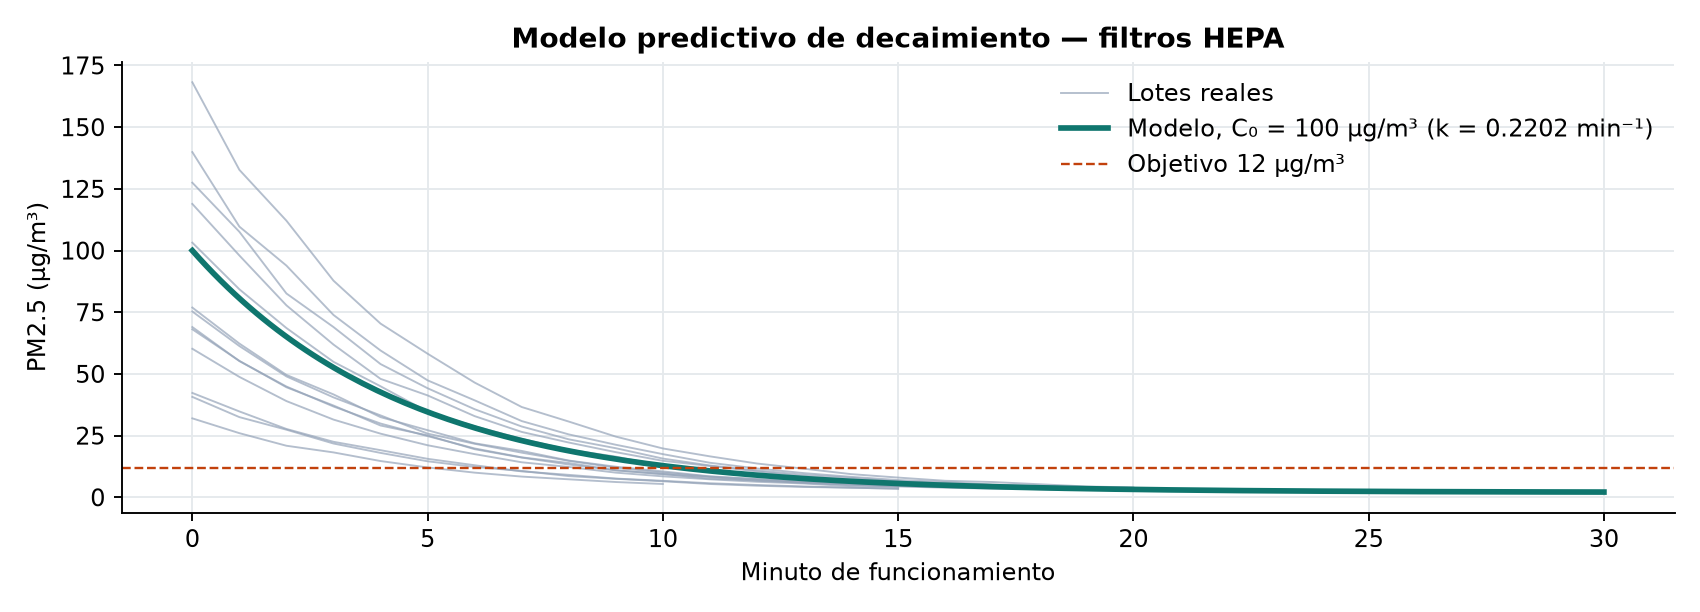 Modelo predictivo de decaimiento — filtros HEPA
PM2.5 (µg/m³)
175
150
125
100
75
50
25
0
Lotes reales
Modelo, C₀ = 100 µg/m³ (k = 0.2202 min⁻¹)
Objetivo 12 µg/m³
0 5 10 15 20 25 30
Minuto de funcionamiento